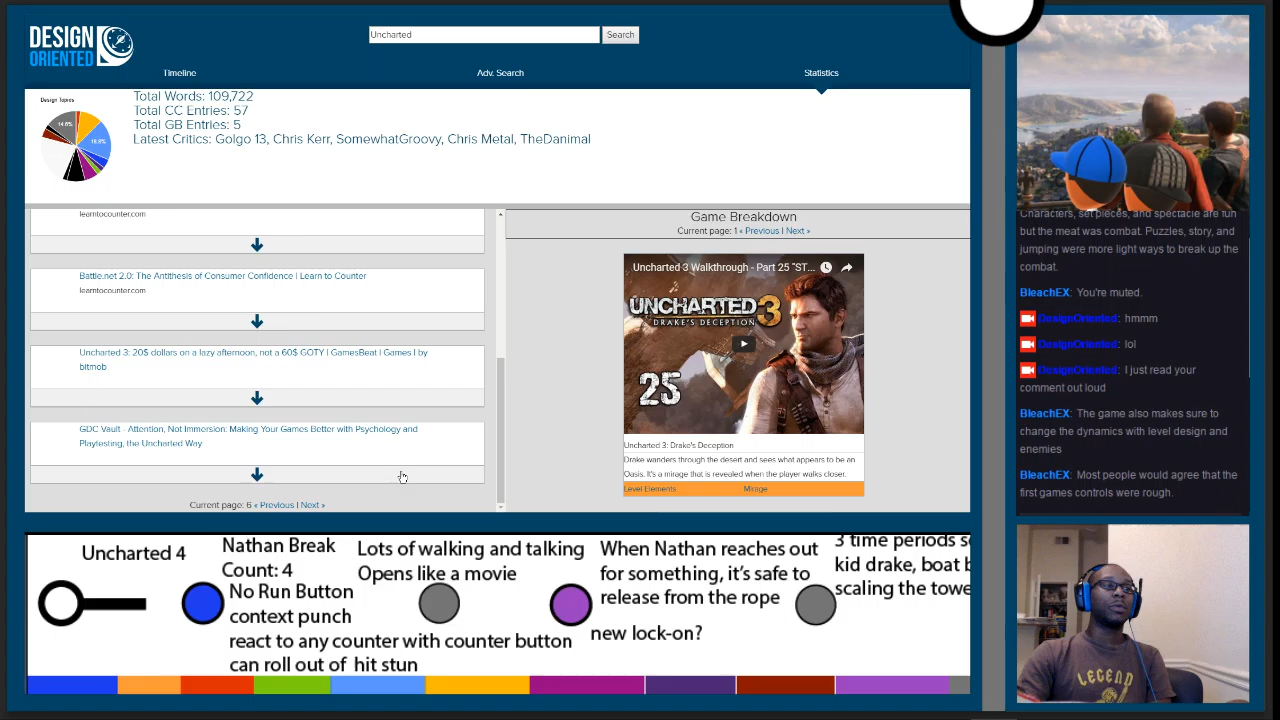 DESIGN
ORIENTED
Uncharted
Search
Timeline
Adv. Search
Statistics
Design Topics
14.6%
18.8%
Total Words: 109,722
Total CC Entries: 57
Total GB Entries: 5
Latest Critics: Golgo 13, Chris Kerr, SomewhatGroovy, Chris Metal, TheDanimal
learntocounter.com
Battle.net 2.0: The Antithesis of Consumer Confidence | Learn to Counter
learntocounter.com
Uncharted 3: 20$ dollars on a lazy afternoon, not a 60$ GOTY | GamesBeat | Games | by
bitmob
GDC Vault - Attention, Not Immersion: Making Your Games Better with Psychology and
Playtesting, the Uncharted Way
Current page: 6 « Previous | Next »
Game Breakdown
Current page: 1 « Previous | Next »
Uncharted 3 Walkthrough - Part 25 "ST...
UNCHARTED 3
DRAKE'S DECEPTION
25
Uncharted 3: Drake's Deception
Drake wanders through the desert and sees what appears to be an
Oasis. It's a mirage that is revealed when the player walks closer.
Level Elements Mirage
Characters, set pieces, and spectacle are fun
but the meat was combat. Puzzles, story, and
jumping were more light ways to break up the
combat.
BleachEX: You're muted.
DesignOriented: hmmm
DesignOriented: lol
DesignOriented: I just read your
comment out loud
BleachEX: The game also makes sure to
change the dynamics with level design and
enemies
BleachEX: Most people would agree that the
first games controls were rough.
Uncharted 4
Nathan Break
Count: 4
No Run Button
context punch
react to any counter with counter button
can roll out of hit stun
Lots of walking and talking
Opens like a movie
When Nathan reaches out
for something, it's safe to
release from the rope
new lock-on?
3 time periods
kid drake, boat
scaling the towe
LEGEND